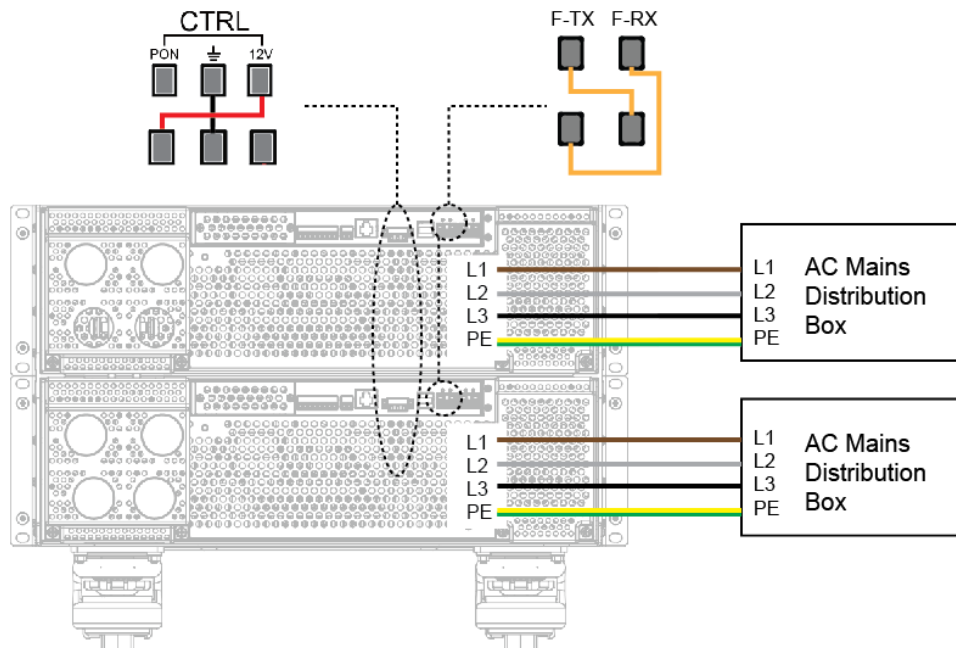 CTRL
PON ⏚ 12V
F-TX F-RX
L1
L2
L3
PE
L1
L2
L3
PE
AC Mains
Distribution
Box
L1
L2
L3
PE
L1
L2
L3
PE
AC Mains
Distribution
Box